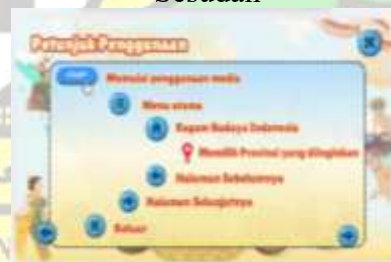 Sesudah
Petunjuk Penggunaan
Memulai penggunaan media
Menu utama
Ragam Budaya Indonesia
Memilih Provinsi yang diinginkan
Halaman Sebelumnya
Halaman Selanjutnya
Keluar